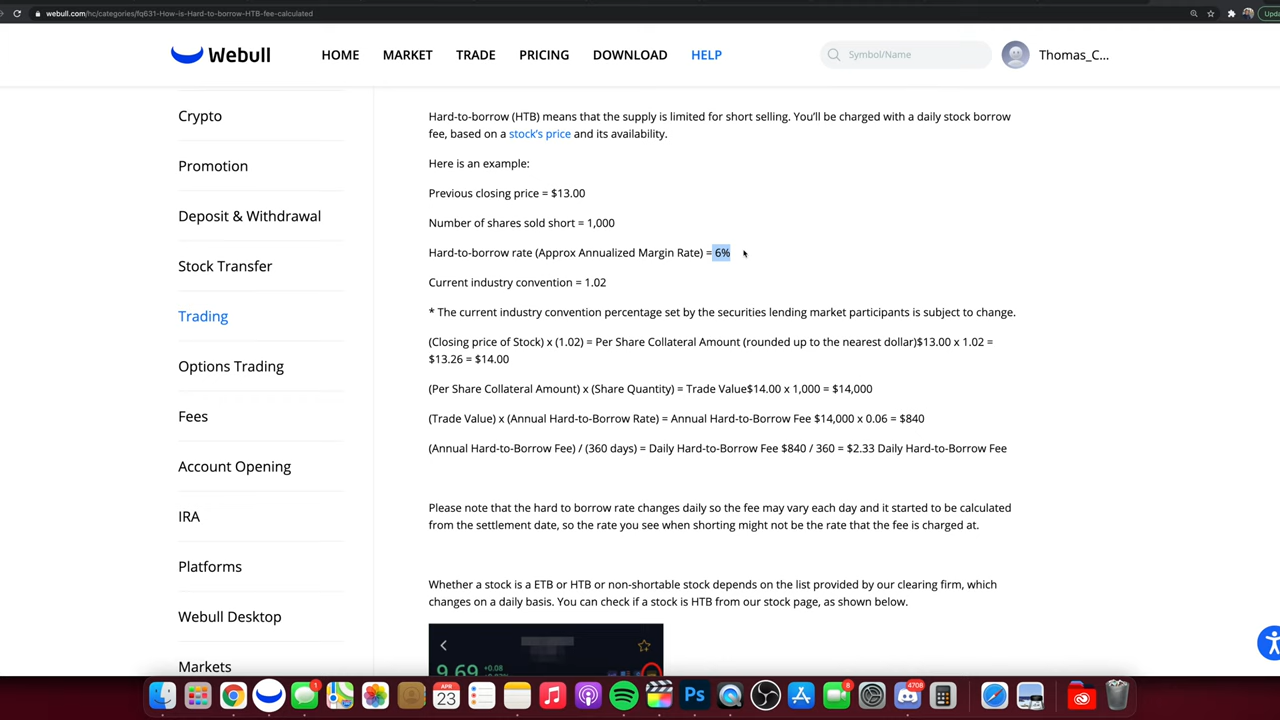 webull.com/hc/categories/fq631-How-is-Hard-to-borrow-HTB-fee-calculated
Webull
HOME
MARKET
TRADE
PRICING
DOWNLOAD
HELP
Symbol/Name
Thomas_C...
Crypto
Promotion
Deposit & Withdrawal
Stock Transfer
Trading
Options Trading
Fees
Account Opening
IRA
Platforms
Webull Desktop
Markets
Hard-to-borrow (HTB) means that the supply is limited for short selling. You'll be charged with a daily stock borrow
fee, based on a stock's price and its availability.
Here is an example:
Previous closing price = $13.00
Number of shares sold short = 1,000
Hard-to-borrow rate (Approx Annualized Margin Rate) = 6%
Current industry convention = 1.02
* The current industry convention percentage set by the securities lending market participants is subject to change.
(Closing price of Stock) x (1.02) = Per Share Collateral Amount (rounded up to the nearest dollar)$13.00 x 1.02 =
$13.26 = $14.00
(Per Share Collateral Amount) x (Share Quantity) = Trade Value$14.00 x 1,000 = $14,000
(Trade Value) x (Annual Hard-to-Borrow Rate) = Annual Hard-to-Borrow Fee $14,000 x 0.06 = $840
(Annual Hard-to-Borrow Fee) / (360 days) = Daily Hard-to-Borrow Fee $840 / 360 = $2.33 Daily Hard-to-Borrow Fee
Please note that the hard to borrow rate changes daily so the fee may vary each day and it started to be calculated
from the settlement date, so the rate you see when shorting might not be the rate that the fee is charged at.
Whether a stock is a ETB or HTB or non-shortable stock depends on the list provided by our clearing firm, which
changes on a daily basis. You can check if a stock is HTB from our stock page, as shown below.
9.69
+0.08
APR
23
1
Ps
8
4708